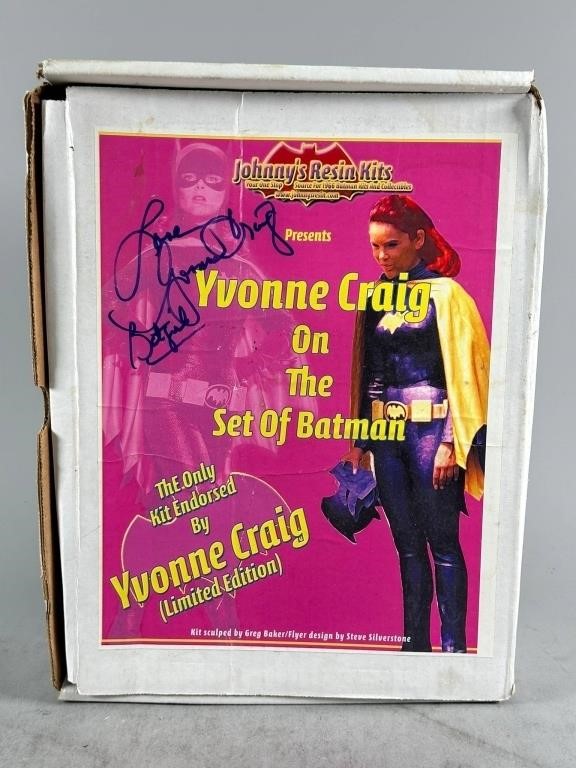 Johnny's Resin Kits
Your One Stop Source For 1966 Batman Kits And Collectibles
www.johnnysresin.com
Presents
Love
Yvonne Craig
Batgirl
Yvonne Craig
On
The
Set Of Batman
ThE Only
Kit Endorsed
By
Yvonne Craig
(Limited Edition)
Kit sculped by Greg Baker/Flyer design by Steve Silverstone